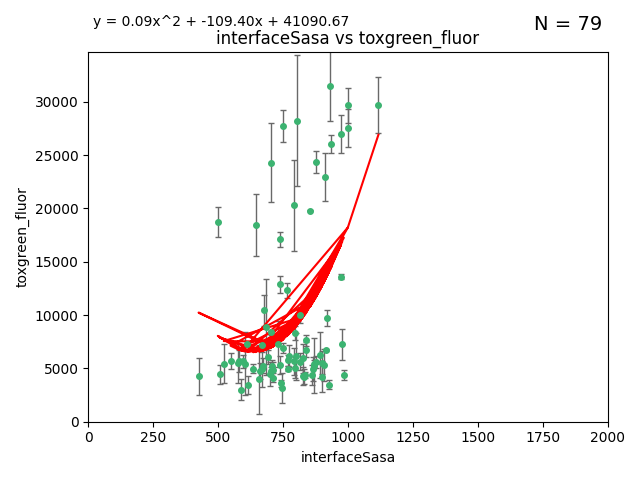 y = 0.09x^2 + -109.40x + 41090.67
N = 79
interfaceSasa vs toxgreen_fluor
30000
25000
20000
15000
10000
5000
0
toxgreen_fluor
0 250 500 750 1000 1250 1500 1750 2000
interfaceSasa